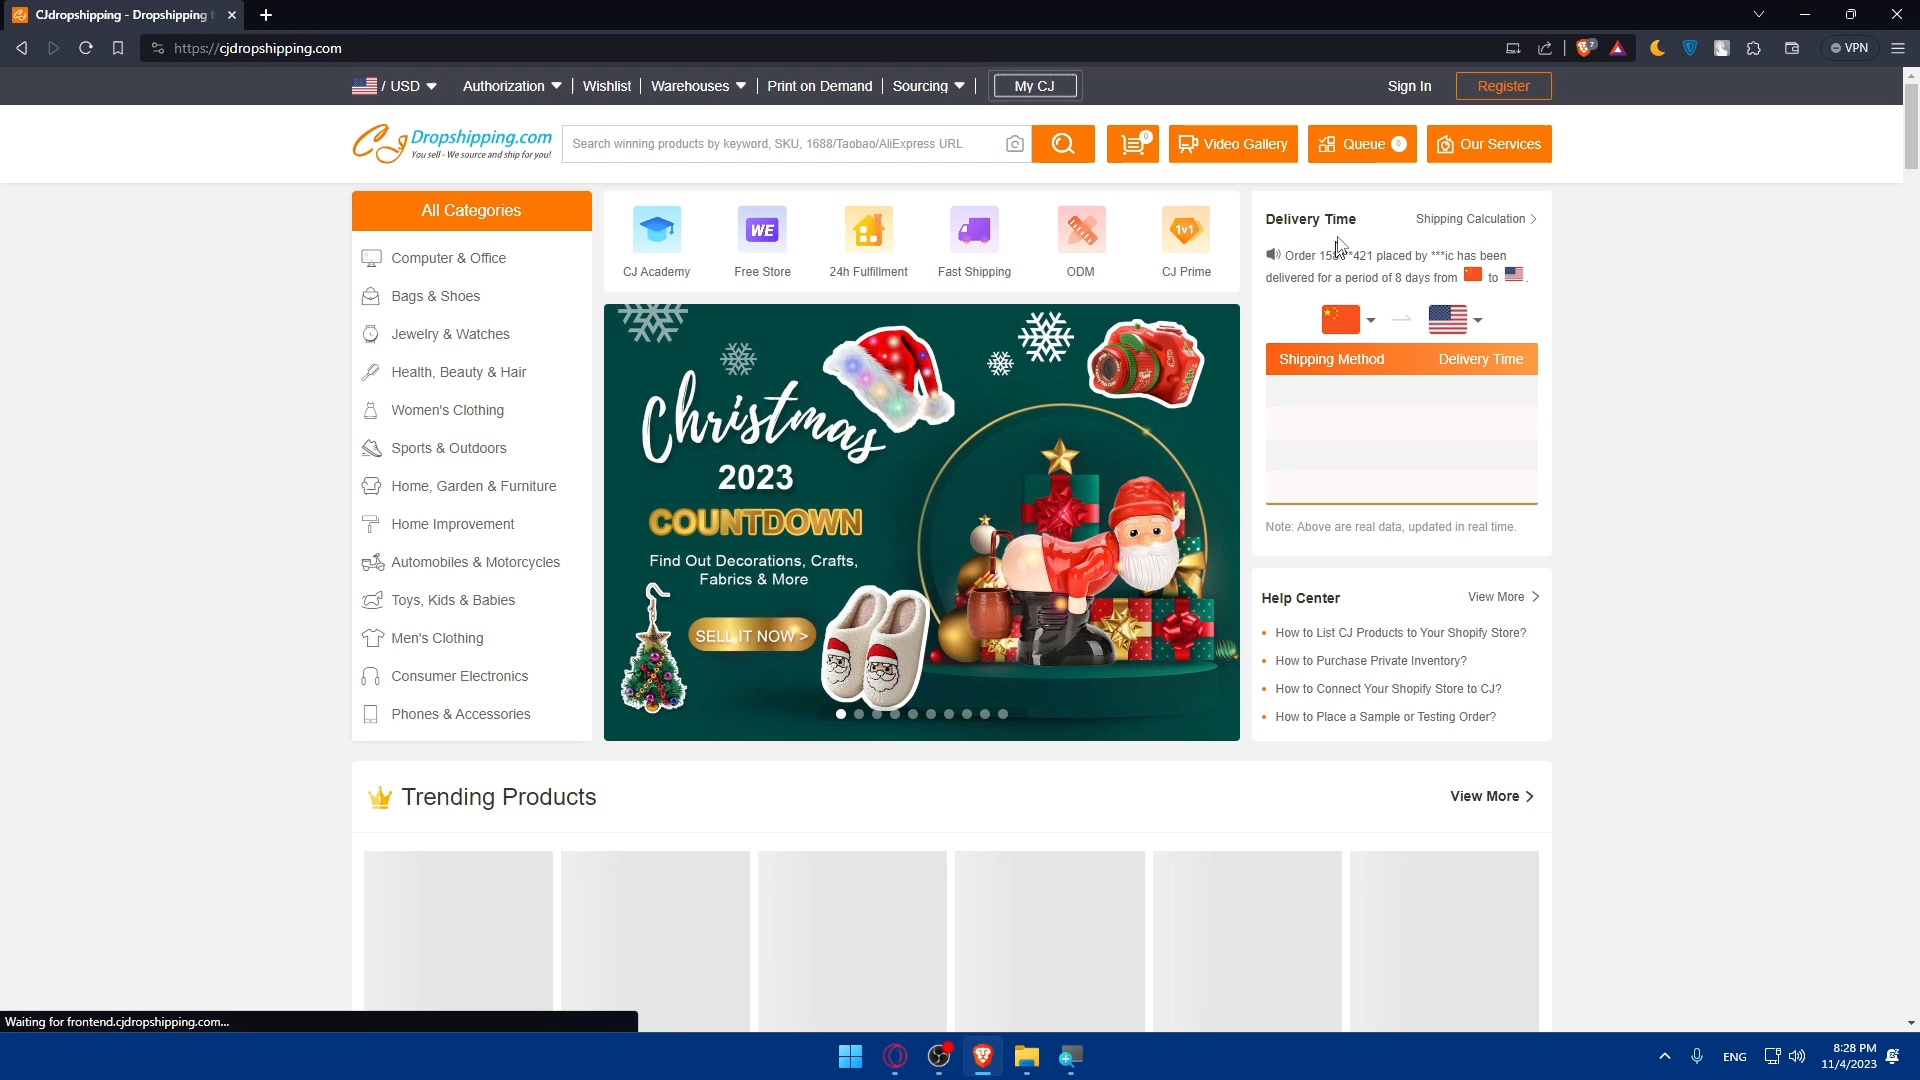 CJdropshipping - Dropshipping f
https://cjdropshipping.com
7
VPN
/ USD
Authorization
Wishlist
Warehouses
Print on Demand
Sourcing
My CJ
Sign In
Register
CJ Dropshipping.com
You sell - We source and ship for you!
Search winning products by keyword, SKU, 1688/Taobao/AliExpress URL
0
Video Gallery
Queue 0
Our Services
All Categories
Computer & Office
Bags & Shoes
Jewelry & Watches
Health, Beauty & Hair
Women's Clothing
Sports & Outdoors
Home, Garden & Furniture
Home Improvement
Automobiles & Motorcycles
Toys, Kids & Babies
Men's Clothing
Consumer Electronics
Phones & Accessories
WE
1v1
CJ Academy
Free Store
24h Fulfillment
Fast Shipping
ODM
CJ Prime
Christmas
2023
COUNTDOWN
Find Out Decorations, Crafts,
Fabrics & More
SELL IT NOW >
Delivery Time
Shipping Calculation >
placed by ***ic has been
delivered for a period of 8 days from to .
Shipping Method
Delivery Time
Note: Above are real data, updated in real time.
Help Center
View More >
How to List CJ Products to Your Shopify Store?
How to Purchase Private Inventory?
How to Connect Your Shopify Store to CJ?
How to Place a Sample or Testing Order?
Trending Products
View More >
Waiting for frontend.cjdropshipping.com...
ENG
8:28 PM
11/4/2023